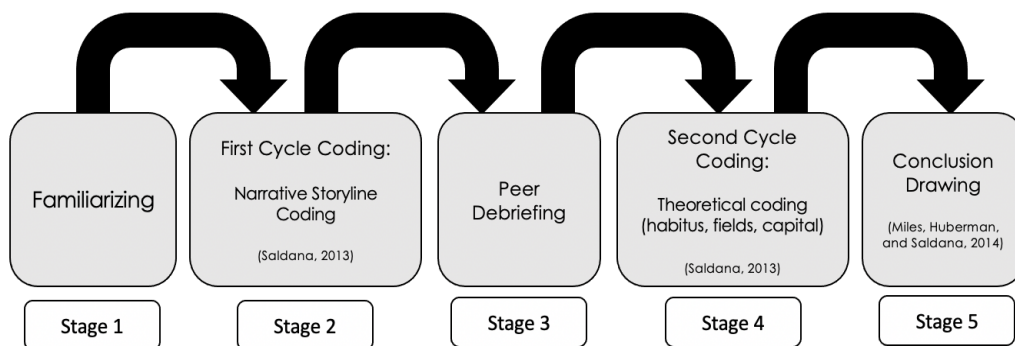 Familiarizing
First Cycle Coding:
Narrative Storyline
Coding
(Saldana, 2013)
Peer
Debriefing
Second Cycle
Coding:
Theoretical coding
(habitus, fields, capital)
(Saldana, 2013)
Conclusion
Drawing
(Miles, Huberman,
and Saldana, 2014)
Stage 1
Stage 2
Stage 3
Stage 4
Stage 5